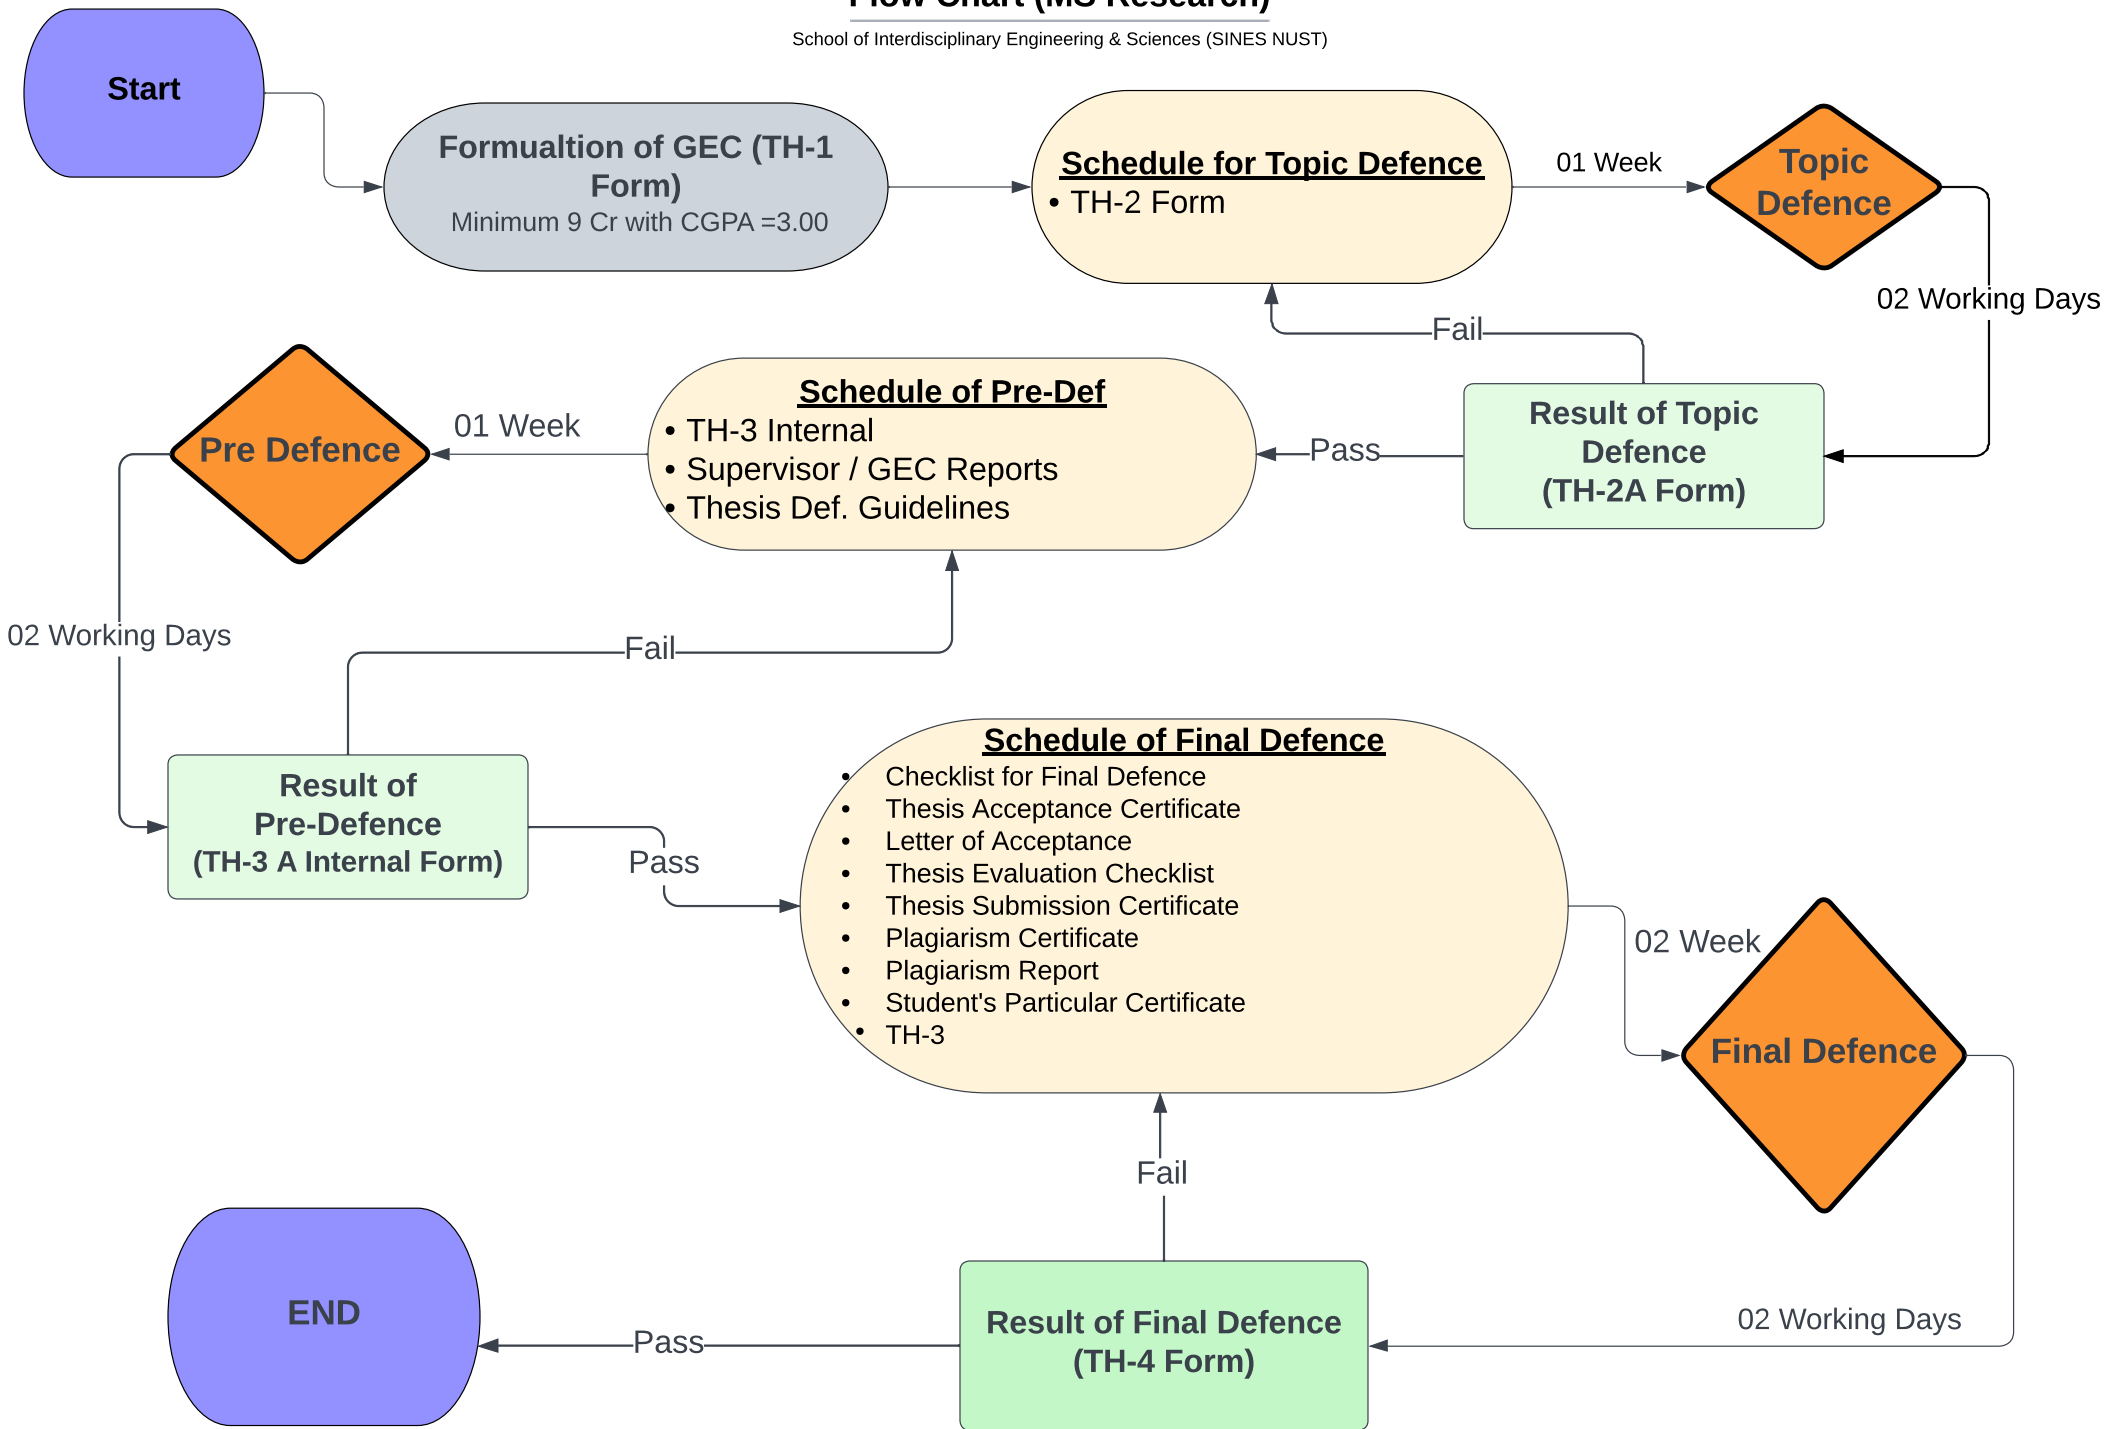 Flow Chart (MS Research)
School of Interdisciplinary Engineering & Sciences (SINES NUST)
Start
Formualtion of GEC (TH-1
Form)
Minimum 9 Cr with CGPA =3.00
Schedule for Topic Defence
• TH-2 Form
01 Week
Topic
Defence
02 Working Days
Fail
Result of Topic
Defence
(TH-2A Form)
Pass
Schedule of Pre-Def
• TH-3 Internal
• Supervisor / GEC Reports
• Thesis Def. Guidelines
01 Week
Pre Defence
02 Working Days
Fail
Result of
Pre-Defence
(TH-3 A Internal Form)
Pass
Schedule of Final Defence
• Checklist for Final Defence
• Thesis Acceptance Certificate
• Letter of Acceptance
• Thesis Evaluation Checklist
• Thesis Submission Certificate
• Plagiarism Certificate
• Plagiarism Report
• Student's Particular Certificate
• TH-3
02 Week
Final Defence
02 Working Days
Fail
Result of Final Defence
(TH-4 Form)
Pass
END